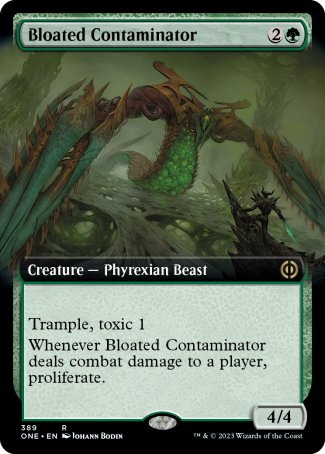 Bloated Contaminator 2
Creature — Phyrexian Beast
Trample, toxic 1
Whenever Bloated Contaminator
deals combat damage to a player,
proliferate.
4/4
389 R
ONE • EN Johann Bodin
™ & © 2023 Wizards of the Coast